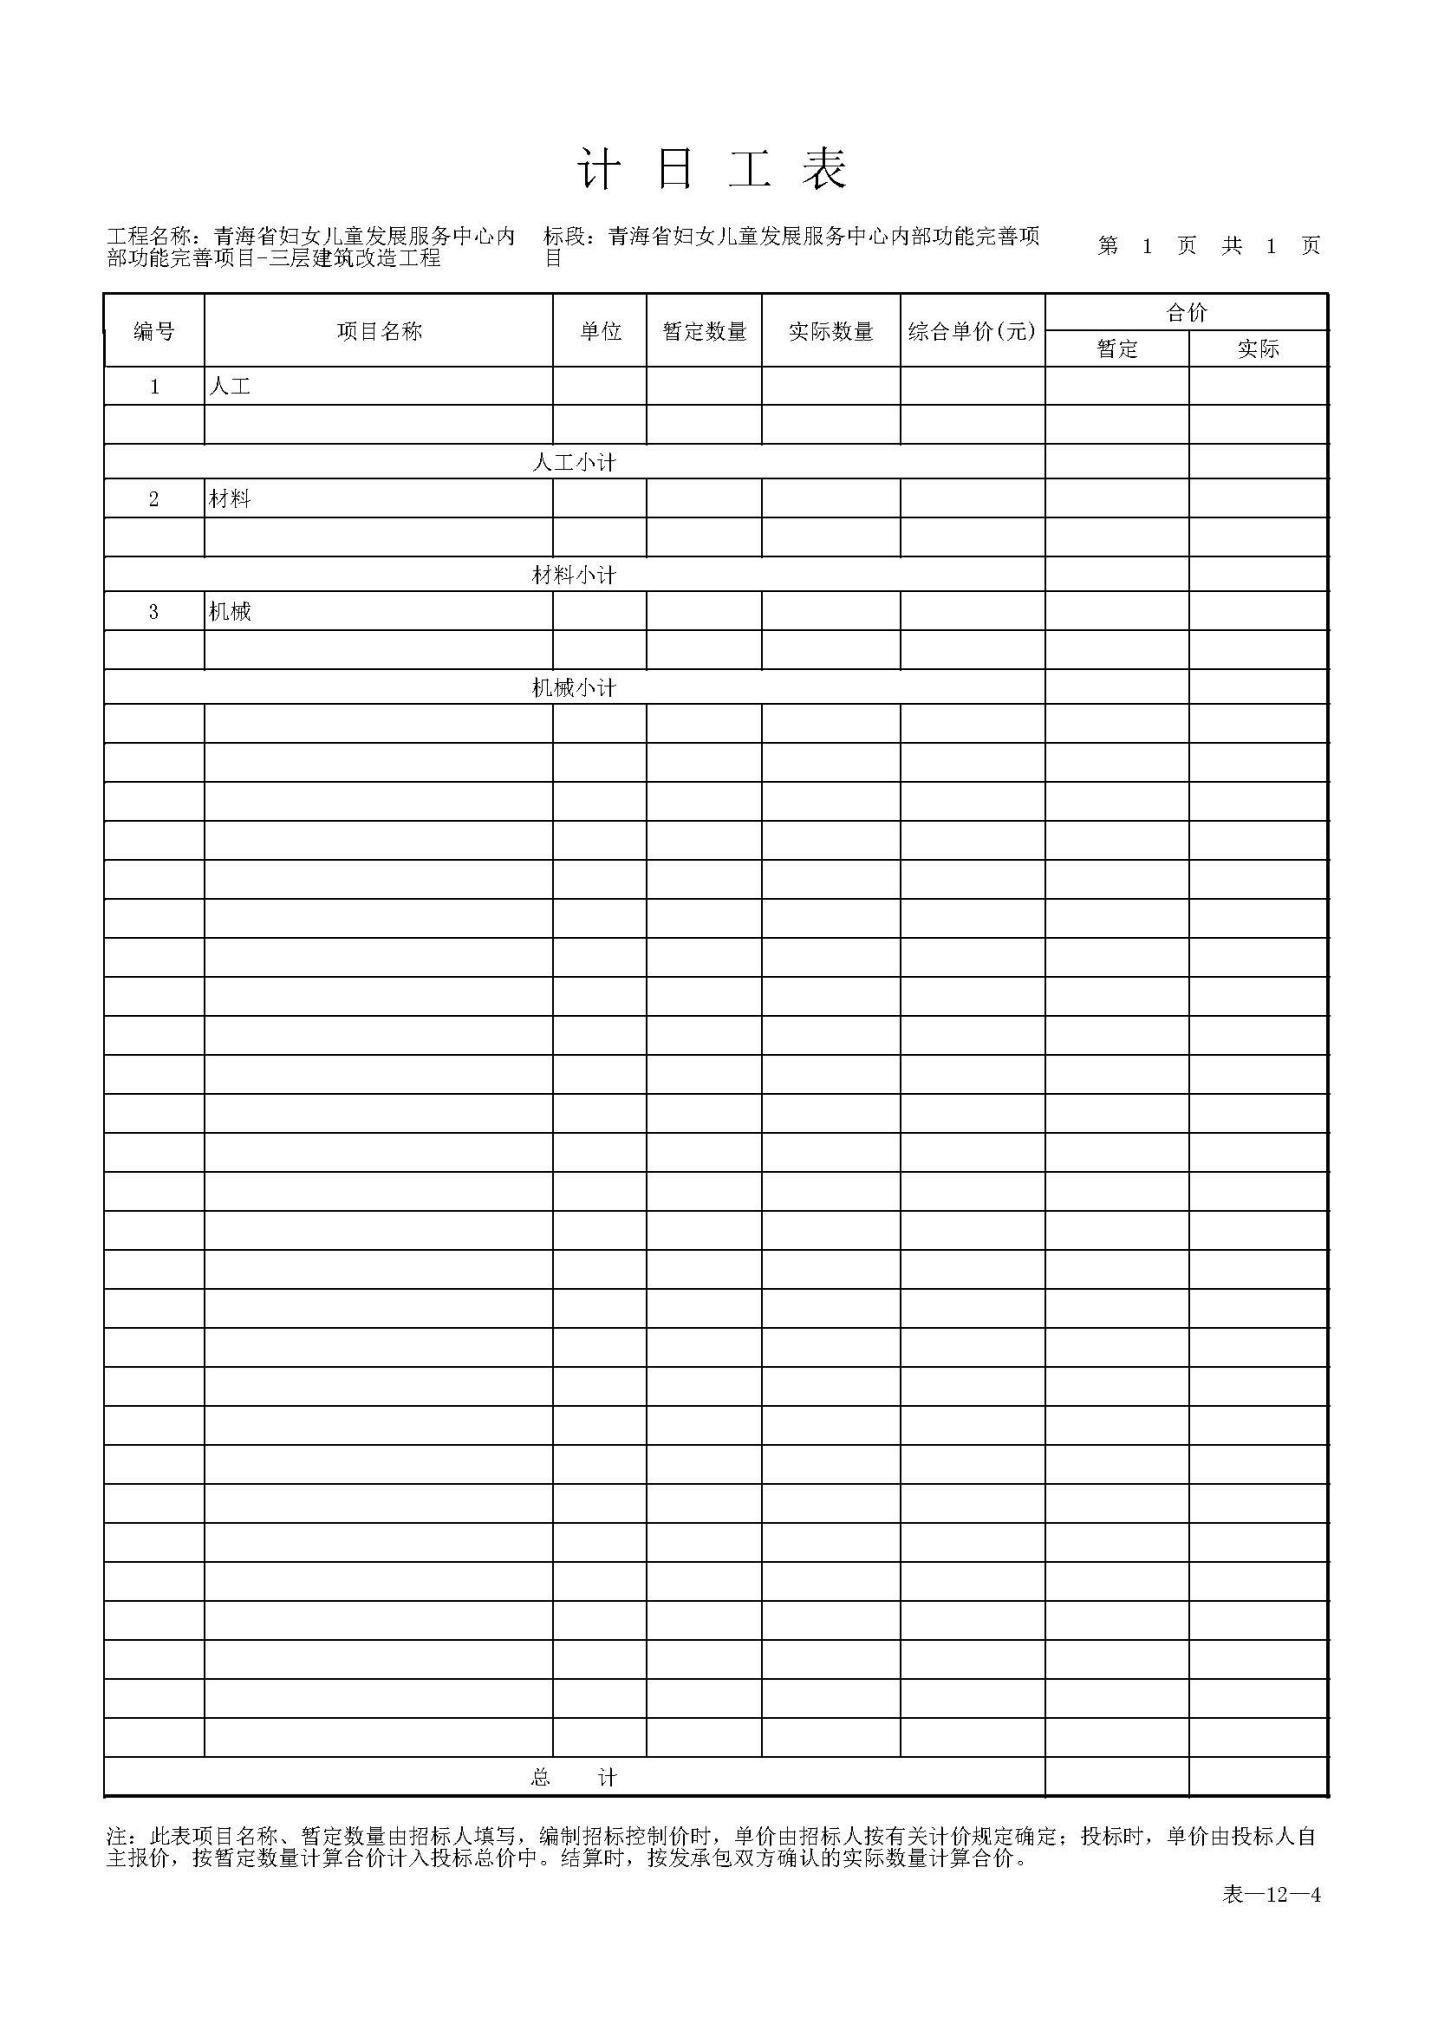 计 日 工 表
工程名称：青海省妇女儿童发展服务中心内
部功能完善项目-三层建筑改造工程
标段：青海省妇女儿童发展服务中心内部功能完善项
目
第 1 页 共 1 页
编号 项目名称 单位 暂定数量 实际数量 综合单价(元) 合价
暂定 实际
1 人工
人工小计
2 材料
材料小计
3 机械
机械小计
总 计
注：此表项目名称、暂定数量由招标人填写，编制招标控制价时，单价由招标人按有关计价规定确定；投标时，单价由投标人自
主报价，按暂定数量计算合价计入投标总价中。结算时，按发承包双方确认的实际数量计算合价。
表—12—4